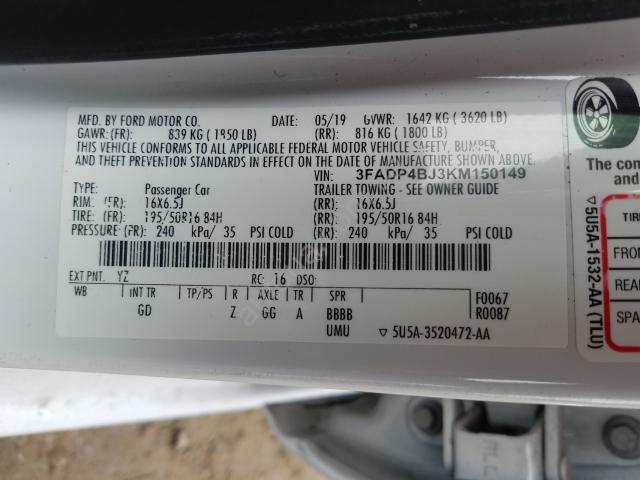 MFD. BY FORD MOTOR CO. DATE: 05/19 GVWR: 1642 KG ( 3620 LB)
GAWR: (FR): 839 KG ( 1850 LB) (RR): 816 KG ( 1800 LB)
THIS VEHICLE CONFORMS TO ALL APPLICABLE FEDERAL MOTOR VEHICLE SAFETY, BUMPER,
AND THEFT PREVENTION STANDARDS IN EFFECT ON THE DATE OF MANUFACTURE SHOWN ABOVE.
VIN: 3FADP4BJ3KM150149
TYPE: Passenger Car TRAILER TOWING - SEE OWNER GUIDE
RIM: (FR): 16X6.5J (RR): 16X6.5J
TIRE: (FR): 195/50R16 84H (RR): 195/50R16 84H
PRESSURE: (FR): 240 kPa/ 35 PSI COLD (RR): 240 kPa/ 35 PSI COLD
EXT PNT: YZ RC: 16 DSO:
WB INT TR TP/PS R AXLE TR SPR F0067
GD Z GG A BBBB R0087
UMU ▽ 5U5A-3520472-AA
The con
are
▽ 5U5A-1532-AA (TLU)
TIRE
FRON
REAR
SPA